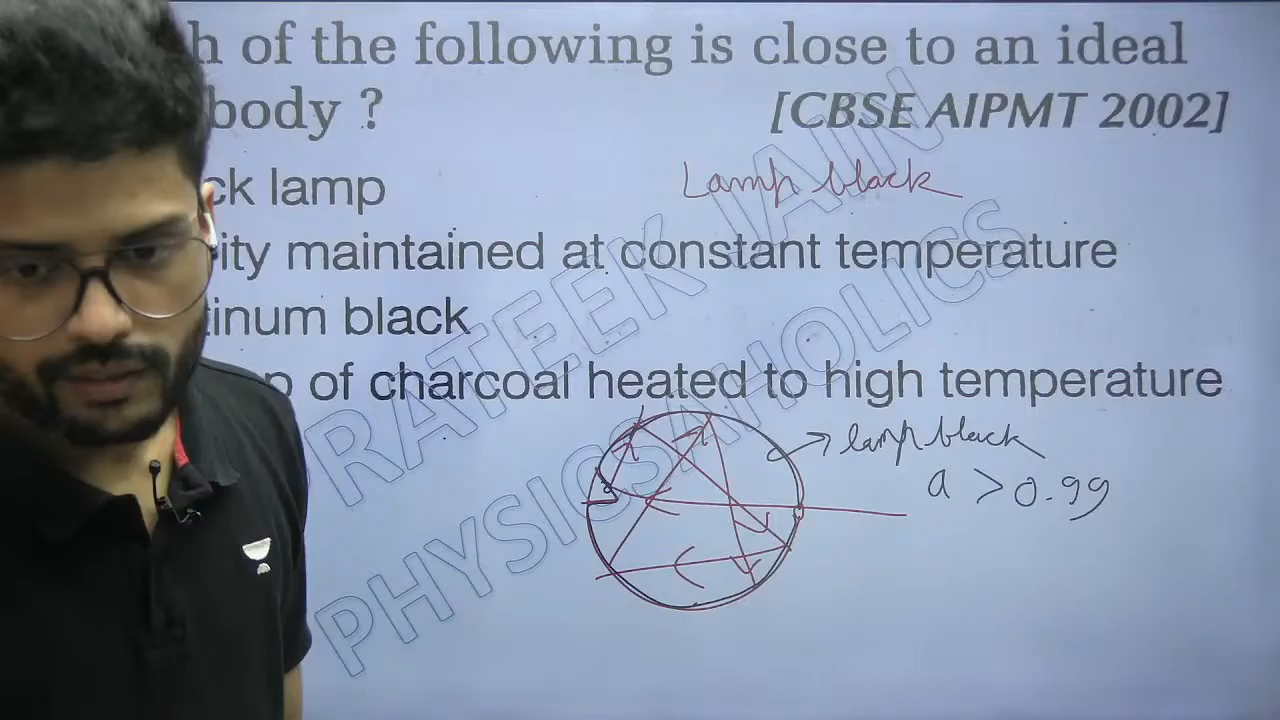 h of the following is close to an ideal
body ?
[CBSE AIPMT 2002]
ck lamp
Lamp black
ity maintained at constant temperature
tinum black
p of charcoal heated to high temperature
lamp black
a > 0.99
PRATEEK JAIN
PHYSICSAHOLICS